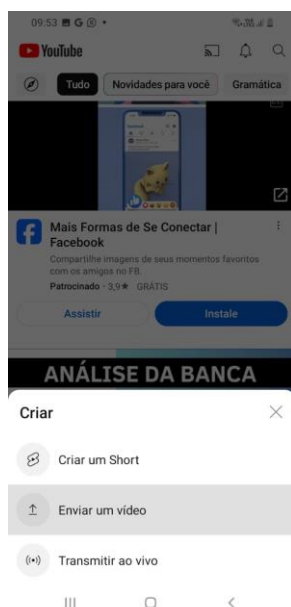 09:53
YouTube
Tudo
Novidades para você
Gramática
Mais Formas de Se Conectar |
Facebook
Compartilhe imagens de seus momentos favoritos
com os amigos no FB.
Patrocinado · 3,9★ GRÁTIS
Assistir
Instale
ANÁLISE DA BANCA
Criar
Criar um Short
Enviar um vídeo
Transmitir ao vivo